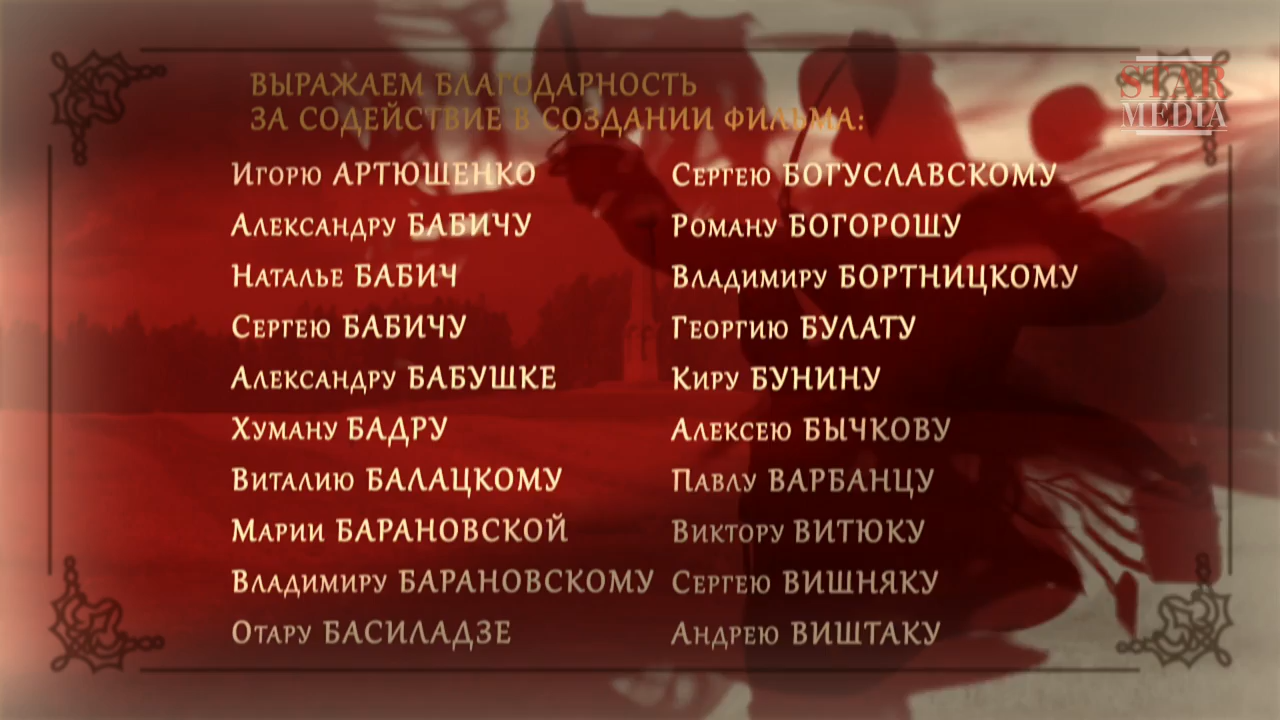 STAR
MEDIA
ВЫРАЖАЕМ БЛАГОДАРНОСТЬ
ЗА СОДЕЙСТВИЕ В СОЗДАНИИ ФИЛЬМА:
Игорю АРТЮШЕНКО
Александру БАБИЧУ
Наталье БАБИЧ
Сергею БАБИЧУ
Александру БАБУШКЕ
Хуману БАДРУ
Виталию БАЛАЦКОМУ
Марии БАРАНОВСКОЙ
Владимиру БАРАНОВСКОМУ
Отару БАСИЛАДЗЕ
Сергею БОГУСЛАВСКОМУ
Роману БОГОРОШУ
Владимиру БОРТНИЦКОМУ
Георгию БУЛАТУ
Киру БУНИНУ
Алексею БЫЧКОВУ
Павлу ВАРБАНЦУ
Виктору ВИТЮКУ
Сергею ВИШНЯКУ
Андрею ВИШТАКУ